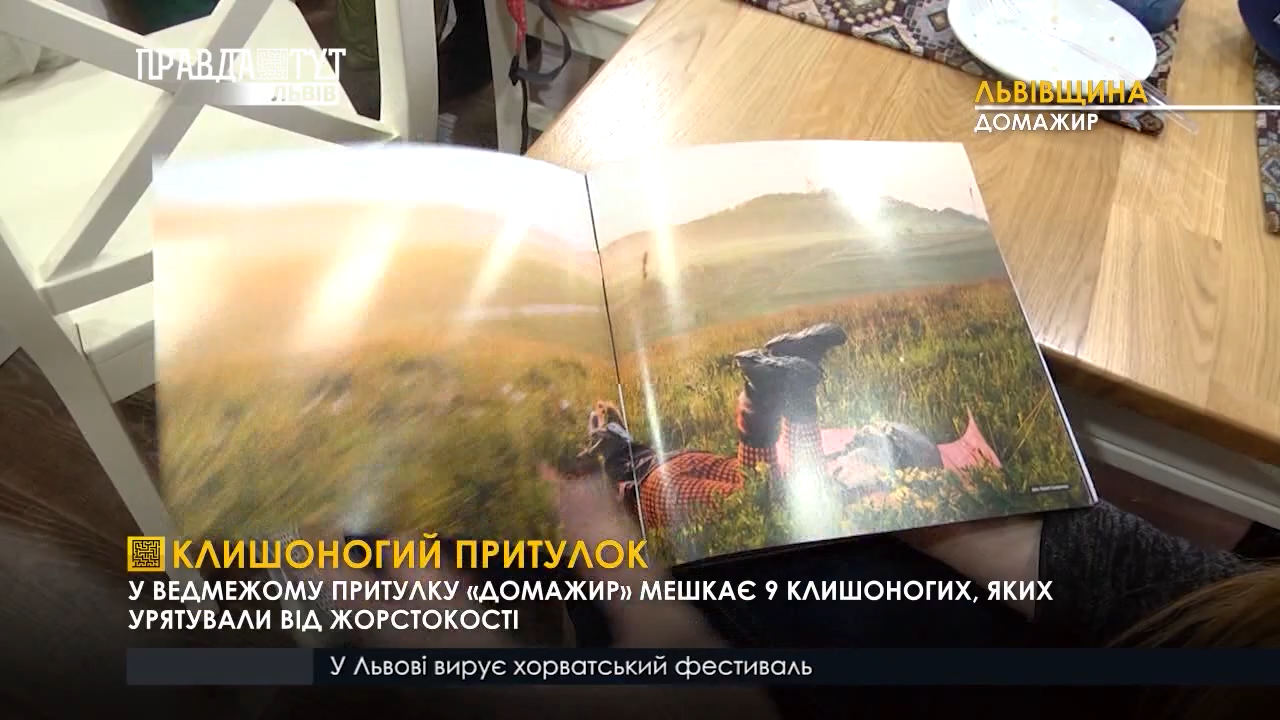 ПРАВДА ТУТ
ЛЬВІВ
ЛЬВІВЩИНА
ДОМАЖИР
КЛИШОНОГИЙ ПРИТУЛОК
У ВЕДМЕЖОМУ ПРИТУЛКУ «ДОМАЖИР» МЕШКАЄ 9 КЛИШОНОГИХ, ЯКИХ
УРЯТУВАЛИ ВІД ЖОРСТОКОСТІ
У Львові вирує хорватський фестиваль